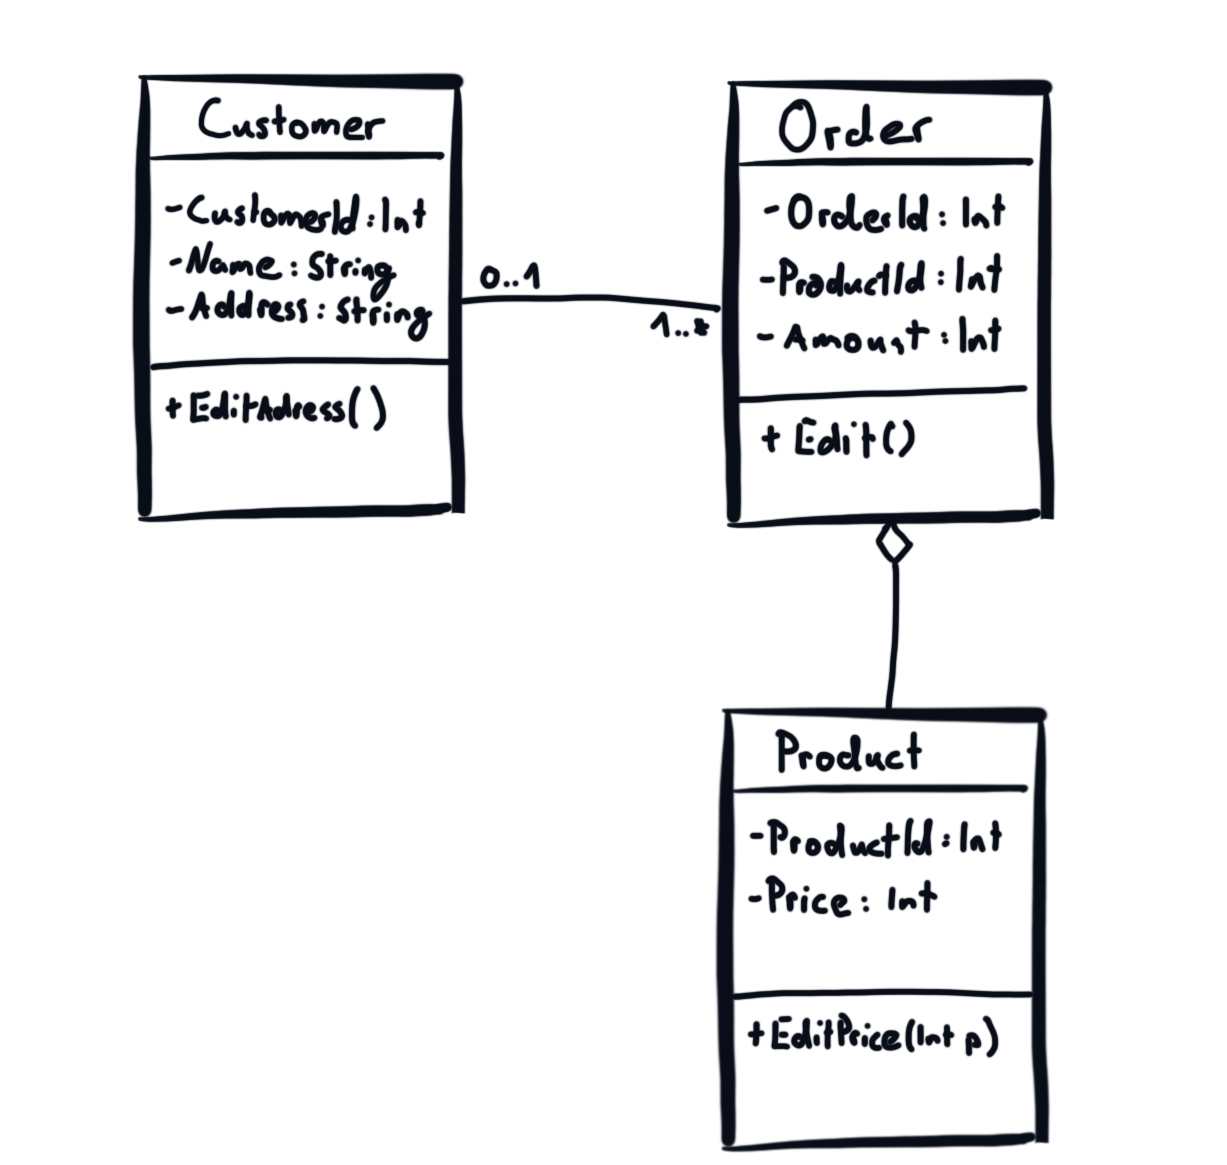 Customer
-CustomerId : Int
-Name : String
-Address : String
+ EditAdress()
0..1
1..*
Order
-OrderId : Int
-ProductId : Int
- Amount : Int
+ Edit()
Product
-ProductId : Int
-Price : Int
+EditPrice(Int p)